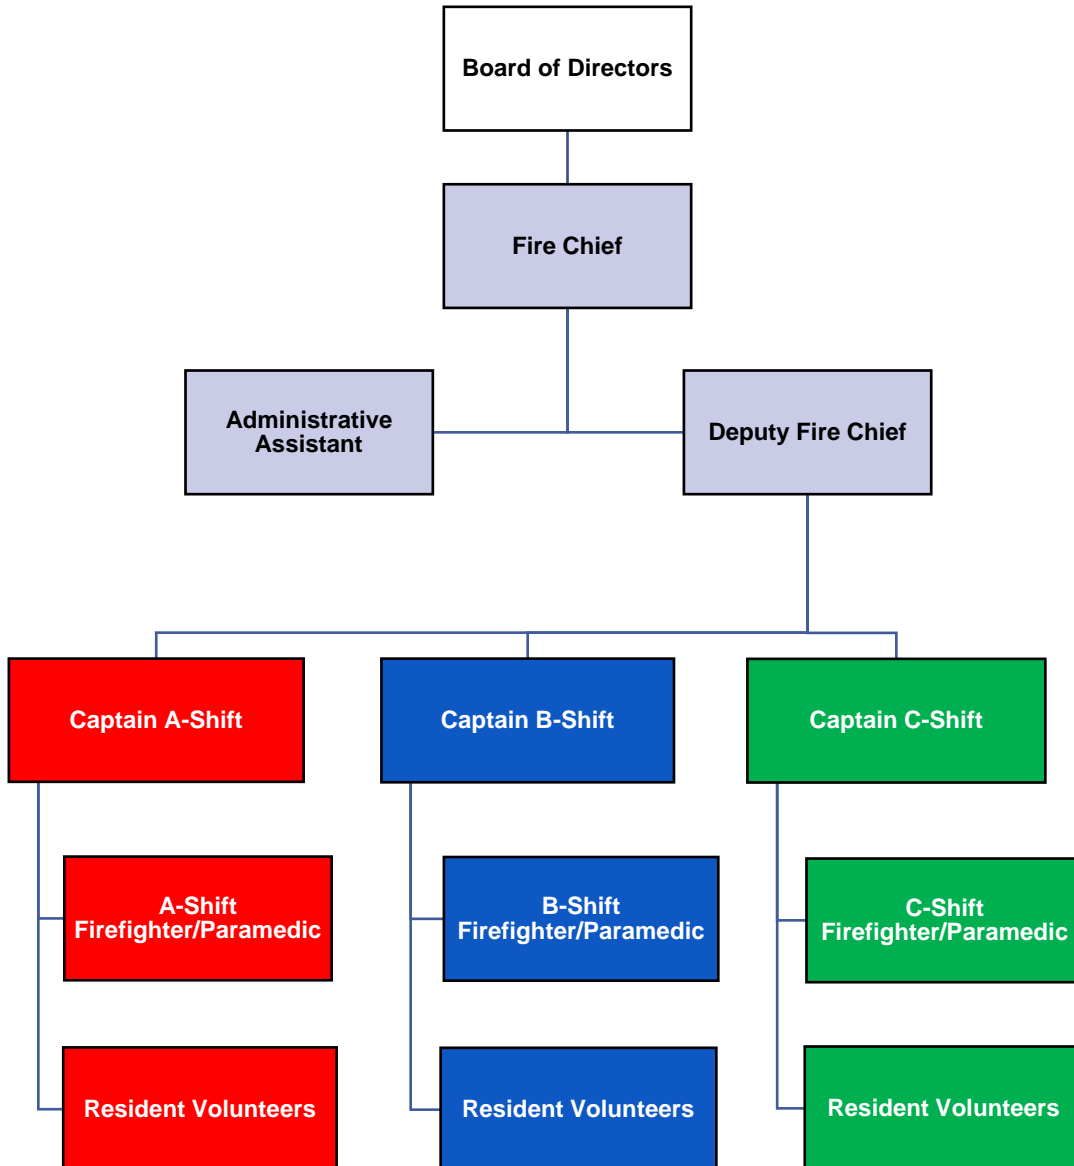 Board of Directors
Fire Chief
Administrative
Assistant
Deputy Fire Chief
Captain A-Shift
Captain B-Shift
Captain C-Shift
A-Shift
Firefighter/Paramedic
B-Shift
Firefighter/Paramedic
C-Shift
Firefighter/Paramedic
Resident Volunteers
Resident Volunteers
Resident Volunteers